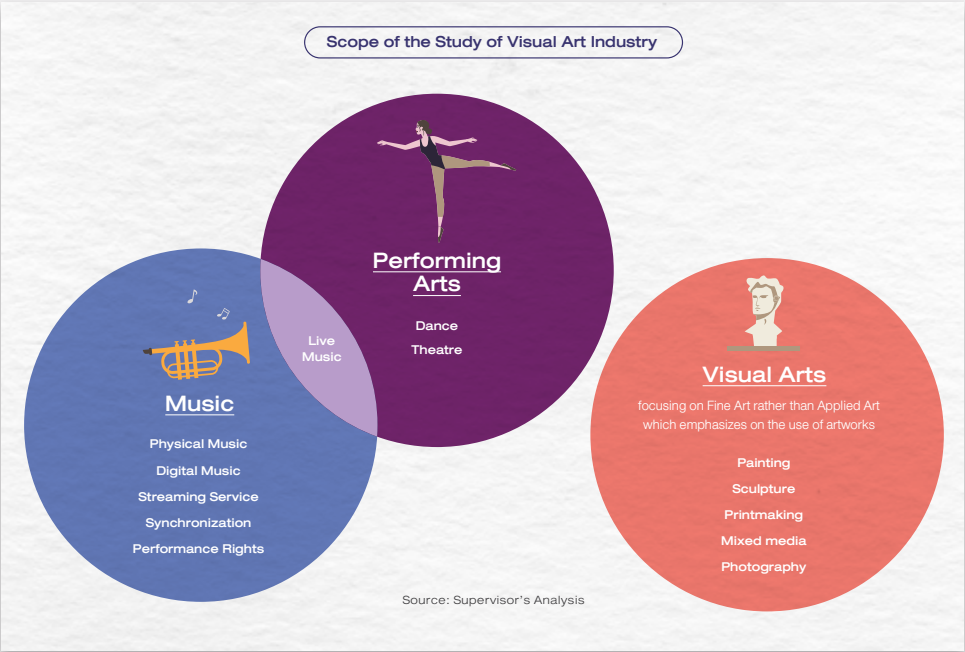 Scope of the Study of Visual Art Industry
Performing
Arts
Dance
Theatre
Live
Music
Music
Physical Music
Digital Music
Streaming Service
Synchronization
Performance Rights
Visual Arts
focusing on Fine Art rather than Applied Art
which emphasizes on the use of artworks
Painting
Sculpture
Printmaking
Mixed media
Photography
Source: Supervisor's Analysis